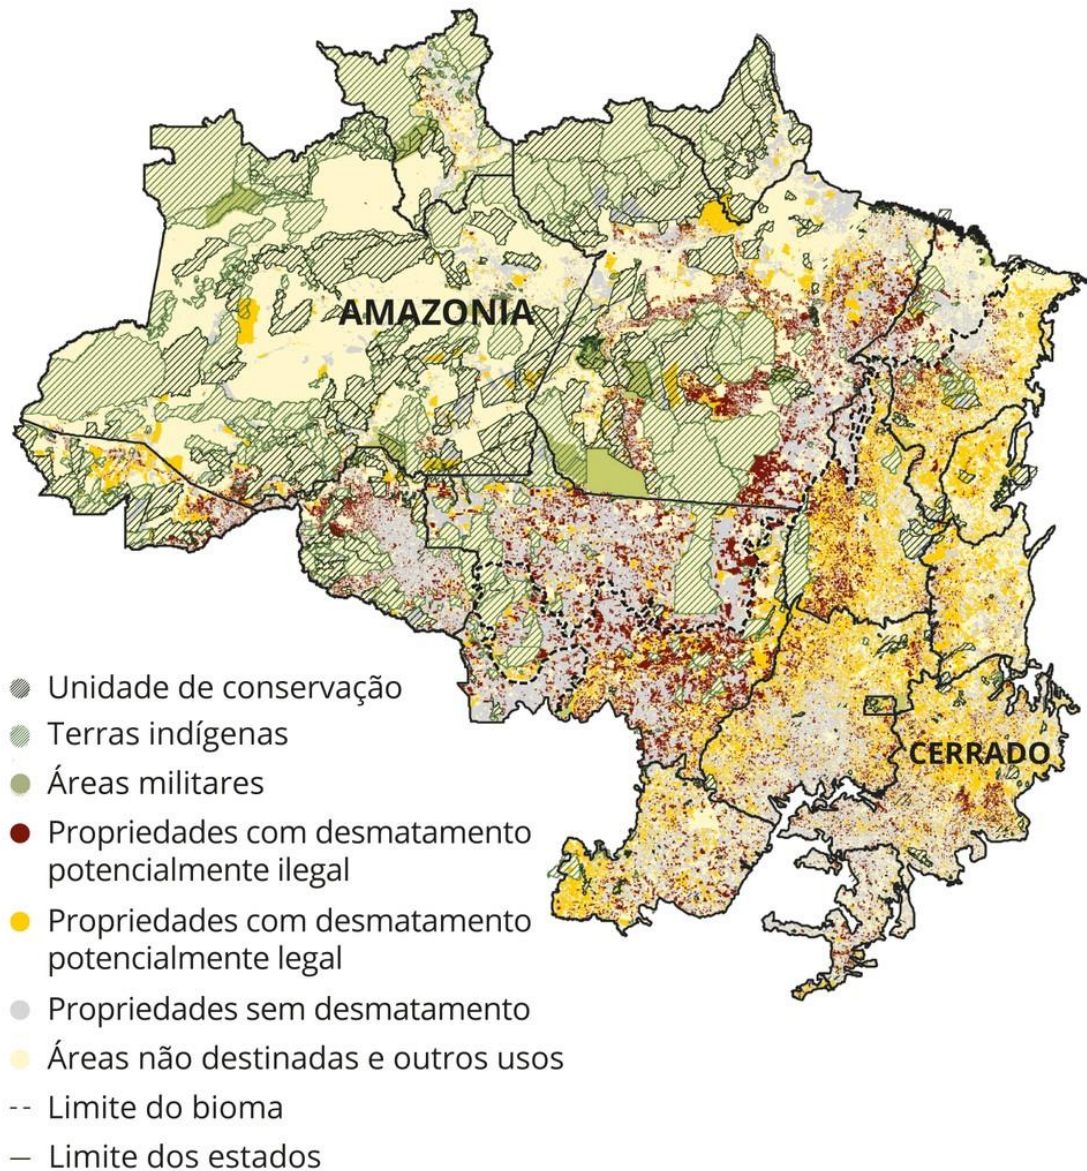 AMAZONIA
CERRADO
Unidade de conservação
Terras indígenas
Áreas militares
Propriedades com desmatamento
potencialmente ilegal
Propriedades com desmatamento
potencialmente legal
Propriedades sem desmatamento
Áreas não destinadas e outros usos
Limite do bioma
Limite dos estados